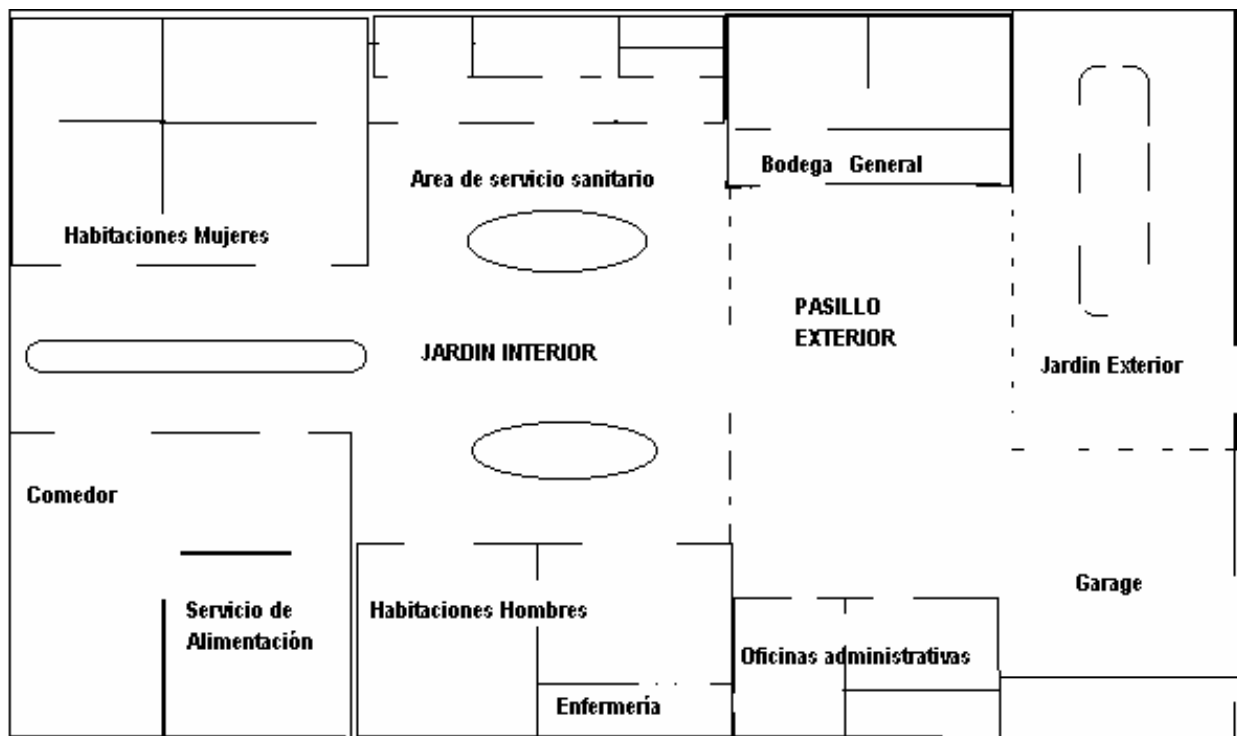 Area de servicio sanitario
Bodega General
Habitaciones Mujeres
PASILLO
EXTERIOR
JARDIN INTERIOR
Jardin Exterior
Comedor
Servicio de
Alimentación
Habitaciones Hombres
Garage
Oficinas administrativas
Enfermería